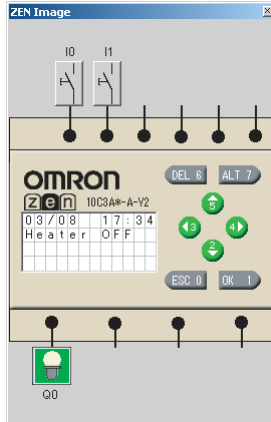 ZEN Image
I0 I1
OMRON
DEL 6 ALT 7
zen 10C3A*-A-V2
5
03/08 17:34
Heater OFF
3 4
2
ESC 0 OK 1
Q0